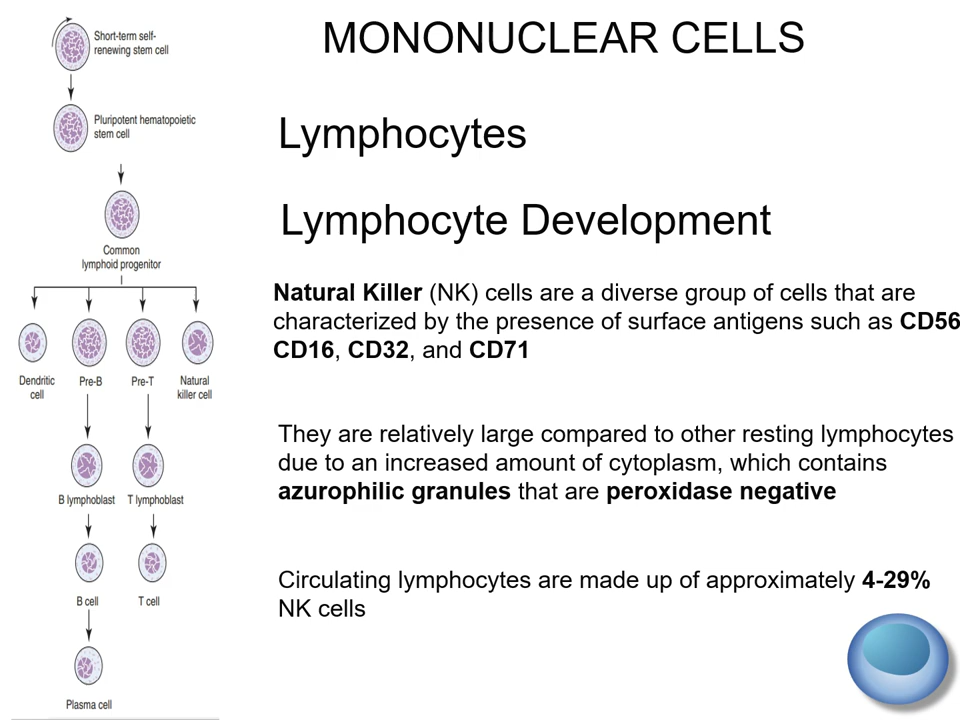 MONONUCLEAR CELLS
Lymphocytes
Lymphocyte Development
Natural Killer (NK) cells are a diverse group of cells that are
characterized by the presence of surface antigens such as CD56
CD16, CD32, and CD71
They are relatively large compared to other resting lymphocytes
due to an increased amount of cytoplasm, which contains
azurophilic granules that are peroxidase negative
Circulating lymphocytes are made up of approximately 4-29%
NK cells
Short-term self-
renewing stem cell
Pluripotent hematopoietic
stem cell
Common
lymphoid progenitor
Dendritic
cell
Pre-B
Pre-T
Natural
killer cell
B lymphoblast
T lymphoblast
B cell
T cell
Plasma cell